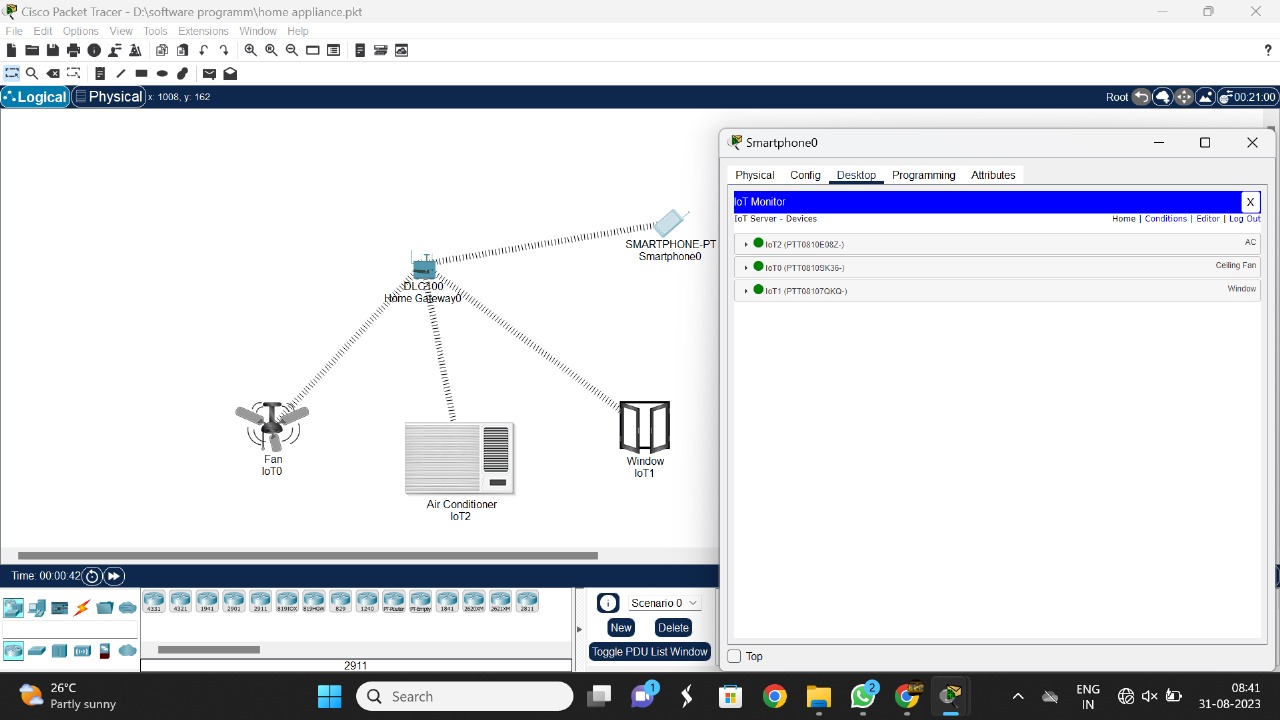 Cisco Packet Tracer - D:\software programm\home appliance.pkt
File Edit Options View Tools Extensions Window Help
?
Logical Physical x: 1008, y: 162 Root 00:21:00
Smartphone0
Physical Config Desktop Programming Attributes
IoT Monitor X
IoT Server - Devices Home | Conditions | Editor | Log Out
IoT2 (PTT0810E08Z-) AC
IoT0 (PTT0810SK36-) Ceiling Fan
IoT1 (PTT08107QKQ-) Window
SMARTPHONE-PT
Smartphone0
DLC100
Home Gateway0
Fan
IoT0
Air Conditioner
IoT2
Window
IoT1
Time: 00:00:42
4331 4321 1941 2901 2911 819IOX 819HGW 829 1240 PT-Router PT-Empty 1841 2620XM 2621XM 2811
2911
Scenario 0
New Delete
Toggle PDU List Window
Top
26°C
Partly sunny
Search
1
2
ENG
IN
08:41
31-08-2023